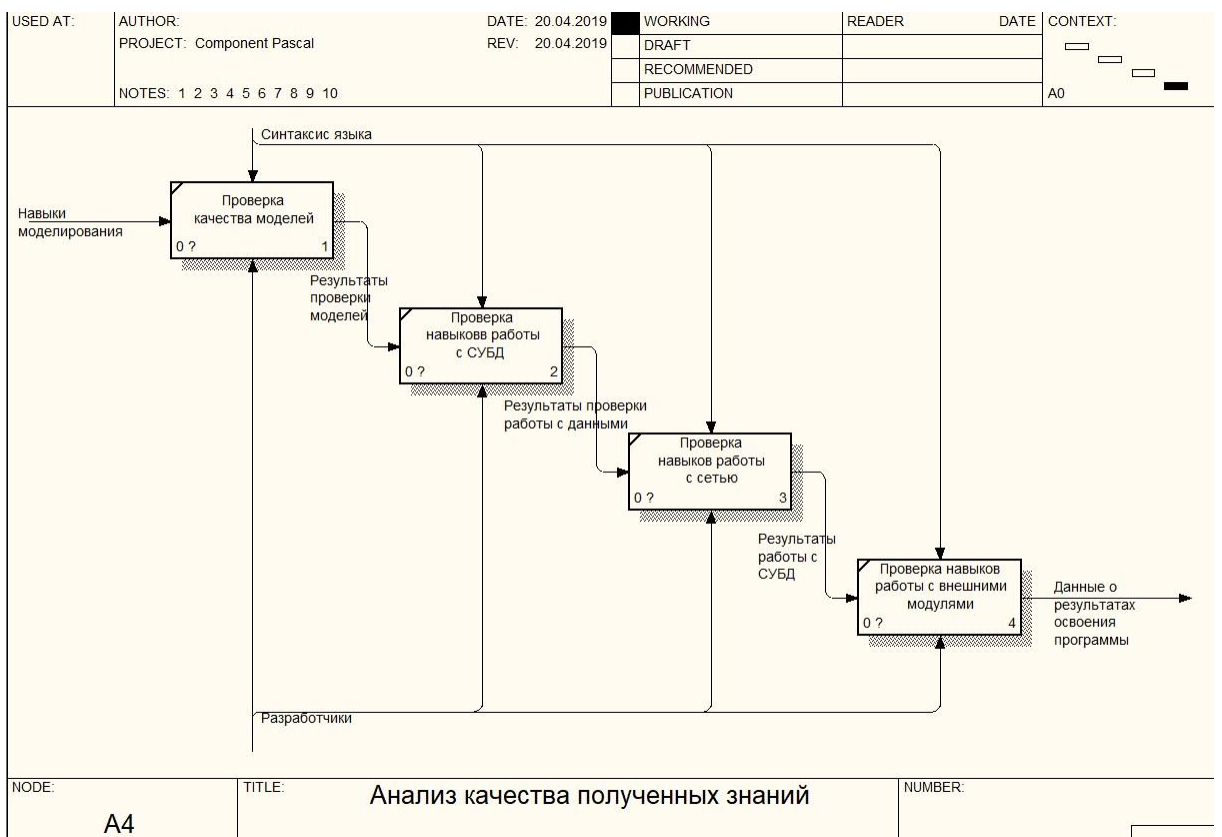 USED AT:
AUTHOR:
DATE: 20.04.2019
PROJECT: Component Pascal
REV: 20.04.2019
NOTES: 1 2 3 4 5 6 7 8 9 10
WORKING
DRAFT
RECOMMENDED
PUBLICATION
READER DATE
CONTEXT:
A0
Синтаксис языка
Навыки
моделирования
Проверка
качества моделей
0 ? 1
Результаты
проверки
моделей
Проверка
навыковв работы
с СУБД
0 ? 2
Результаты проверки
работы с данными
Проверка
навыков работы
с сетью
0 ? 3
Результаты
работы с
СУБД
Проверка навыков
работы с внешними
модулями
0 ? 4
Данные о
результатах
освоения
программы
Разработчики
NODE:
A4
TITLE:
Анализ качества полученных знаний
NUMBER: